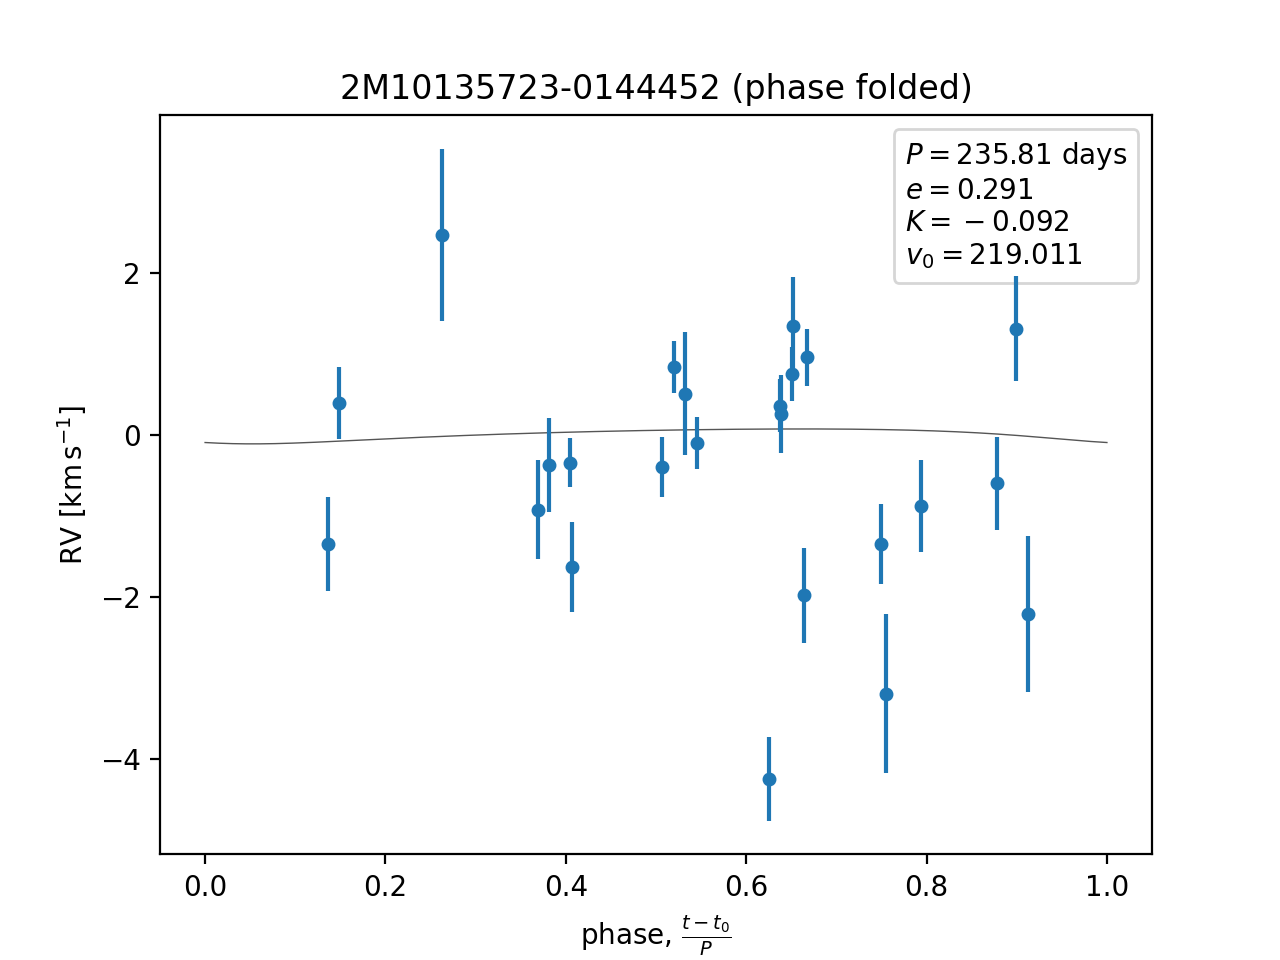 2M10135723-0144452 (phase folded)
P = 235.81 days
e = 0.291
K = −0.092
v₀ = 219.011
RV [km s⁻¹]
2
0
−2
−4
0.0 0.2 0.4 0.6 0.8 1.0
phase, (t − t₀)/P